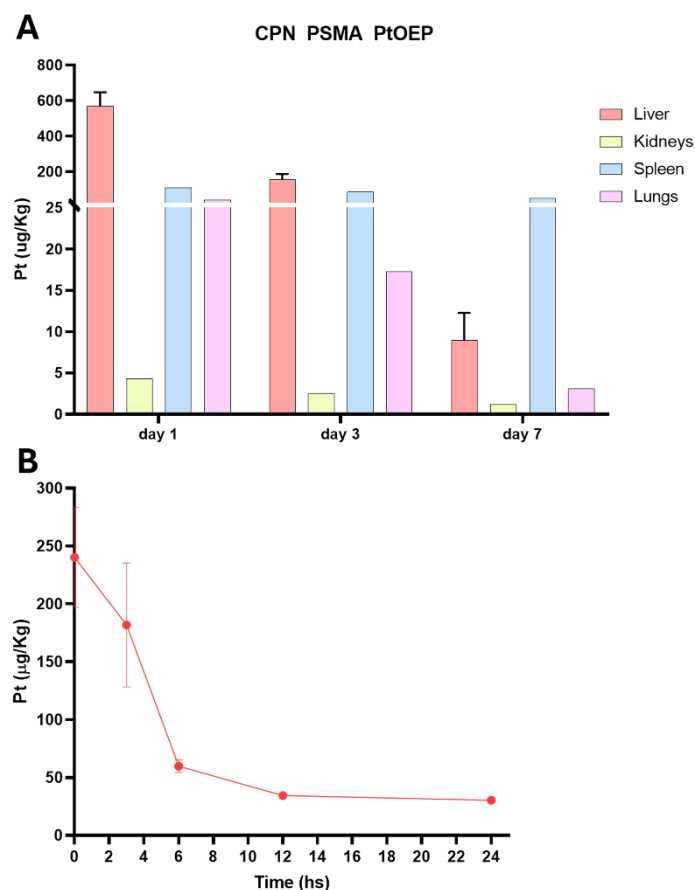 A
CPN PSMA PtOEP
800
600
400
200
25
20
15
10
5
0
Pt (ug/Kg)
Liver
Kidneys
Spleen
Lungs
day 1 day 3 day 7
B
300
250
200
150
100
50
0
Pt (μg/Kg)
0 2 4 6 8 10 12 14 16 18 20 22 24
Time (hs)